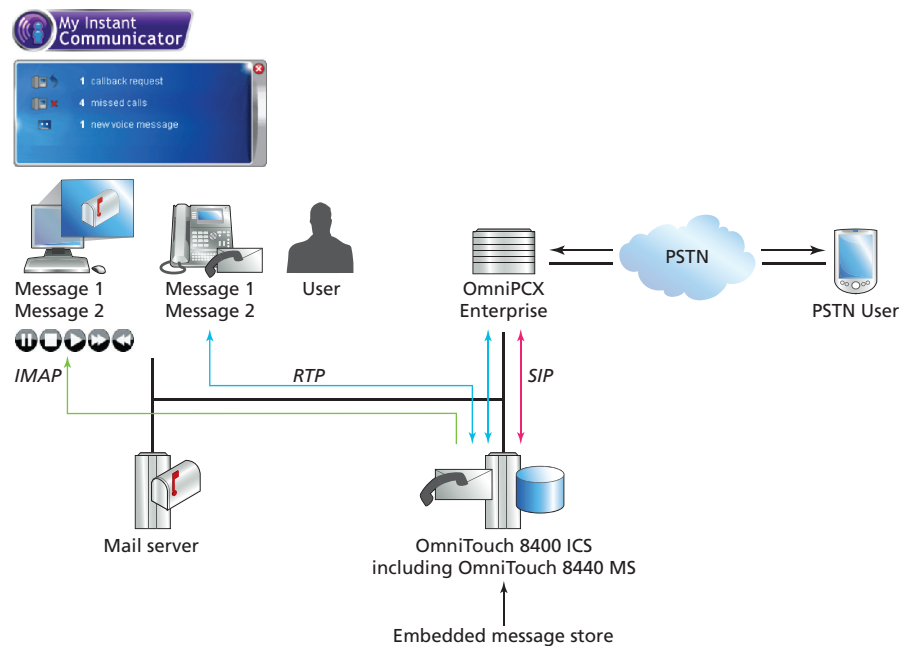 My Instant
Communicator
1 callback request
4 missed calls
1 new voice message
Message 1
Message 2
Message 1
Message 2
User
OmniPCX
Enterprise
PSTN
PSTN User
IMAP
RTP
SIP
Mail server
OmniTouch 8400 ICS
including OmniTouch 8440 MS
Embedded message store